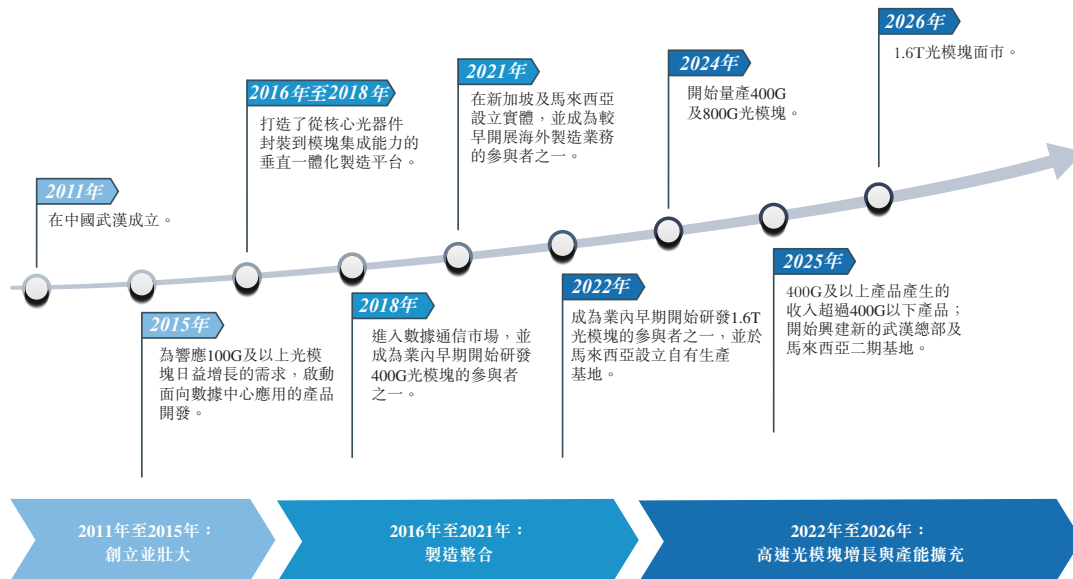 2011年
在中國武漢成立。
2015年
為響應100G及以上光模
塊日益增長的需求，啟動
面向數據中心應用的產品
開發。
2016年至2018年
打造了從核心光器件
封裝到模塊集成能力的
垂直一體化製造平台。
2018年
進入數據通信市場，並
成為業內早期開始研發
400G光模塊的參與者
之一。
2021年
在新加坡及馬來西亞
設立實體，並成為較
早開展海外製造業務
的參與者之一。
2022年
成為業內早期開始研發1.6T
光模塊的參與者之一，並於
馬來西亞設立自有生產
基地。
2024年
開始量產400G
及800G光模塊。
2025年
400G及以上產品產生的
收入超過400G以下產品；
開始興建新的武漢總部及
馬來西亞二期基地。
2026年
1.6T光模塊面市。
2011年至2015年：
創立並壯大
2016年至2021年：
製造整合
2022年至2026年：
高速光模塊增長與產能擴充